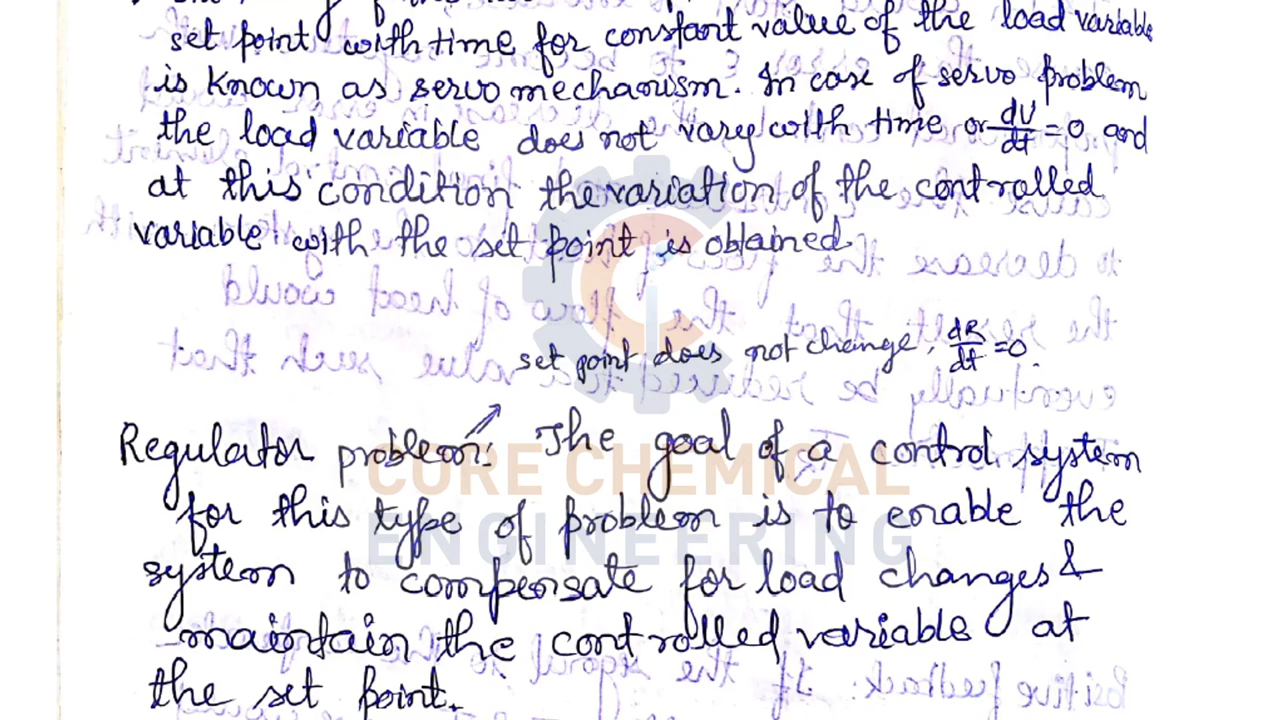 set point with time for constant value of the load variable
is known as servo mechanism. In case of servo problem
the load variable does not vary with time or dU/dt = 0 and
at this condition the variation of the controlled
variable with the set point is obtained.
set point does not change, dR/dt = 0.
Regulator problem: The goal of a control system
for this type of problem is to enable the
system to compensate for load changes &
maintain the controlled variable at
the set point.
CORE CHEMICAL
ENGINEERING